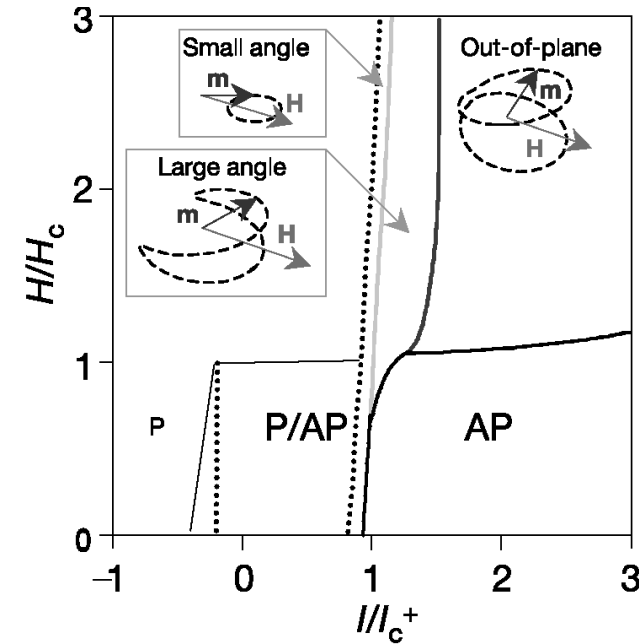 3
Small angle
m
H
Out-of-plane
m
H
2
Large angle
m
H
H/Hc
1
P
P/AP
AP
0
−1
0
1
2
3
I/Ic+